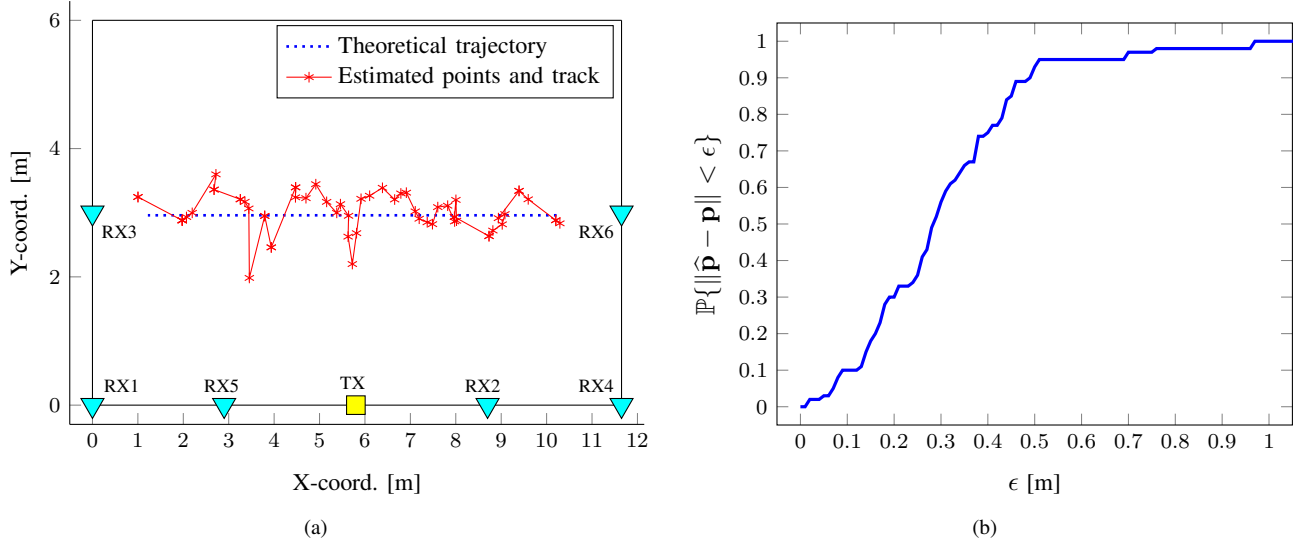 6
4
2
0
Y-coord. [m]
Theoretical trajectory
Estimated points and track
RX3
RX6
RX1
RX5
TX
RX2
RX4
0 1 2 3 4 5 6 7 8 9 10 11 12
X-coord. [m]
(a)
1
0.9
0.8
0.7
0.6
0.5
0.4
0.3
0.2
0.1
0
ℙ{‖p̂ − p‖ < ϵ}
0 0.1 0.2 0.3 0.4 0.5 0.6 0.7 0.8 0.9 1
ϵ [m]
(b)